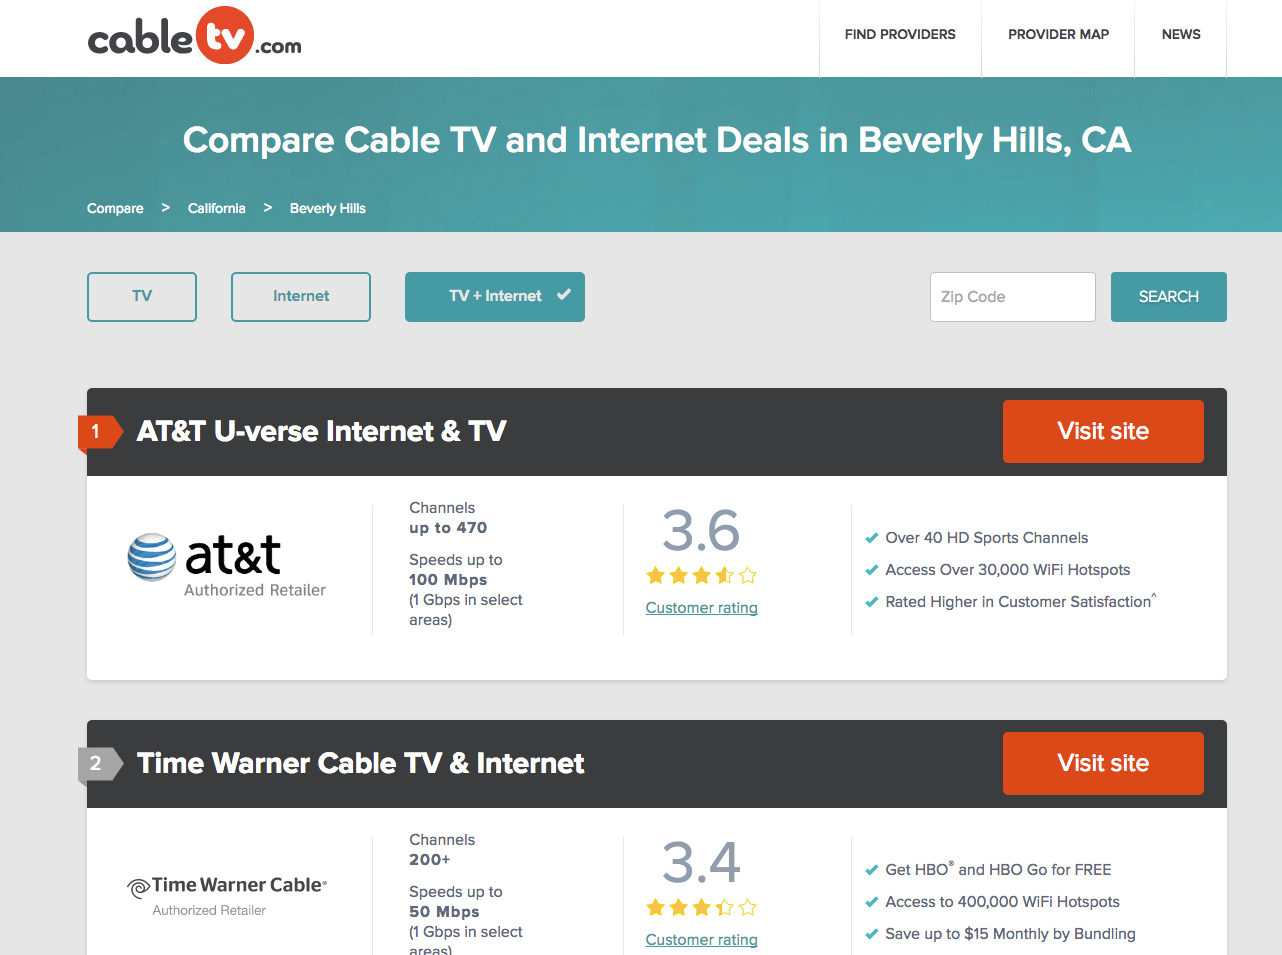 cabletv.com
FIND PROVIDERS
PROVIDER MAP
NEWS
Compare Cable TV and Internet Deals in Beverly Hills, CA
Compare > California > Beverly Hills
TV
Internet
TV + Internet
Zip Code
SEARCH
1
AT&T U-verse Internet & TV
Visit site
at&t
Authorized Retailer
Channels
up to 470
Speeds up to
100 Mbps
(1 Gbps in select
areas)
3.6
Customer rating
Over 40 HD Sports Channels
Access Over 30,000 WiFi Hotspots
Rated Higher in Customer Satisfaction^
2
Time Warner Cable TV & Internet
Visit site
Time Warner Cable®
Authorized Retailer
Channels
200+
Speeds up to
50 Mbps
(1 Gbps in select
areas)
3.4
Customer rating
Get HBO® and HBO Go for FREE
Access to 400,000 WiFi Hotspots
Save up to $15 Monthly by Bundling